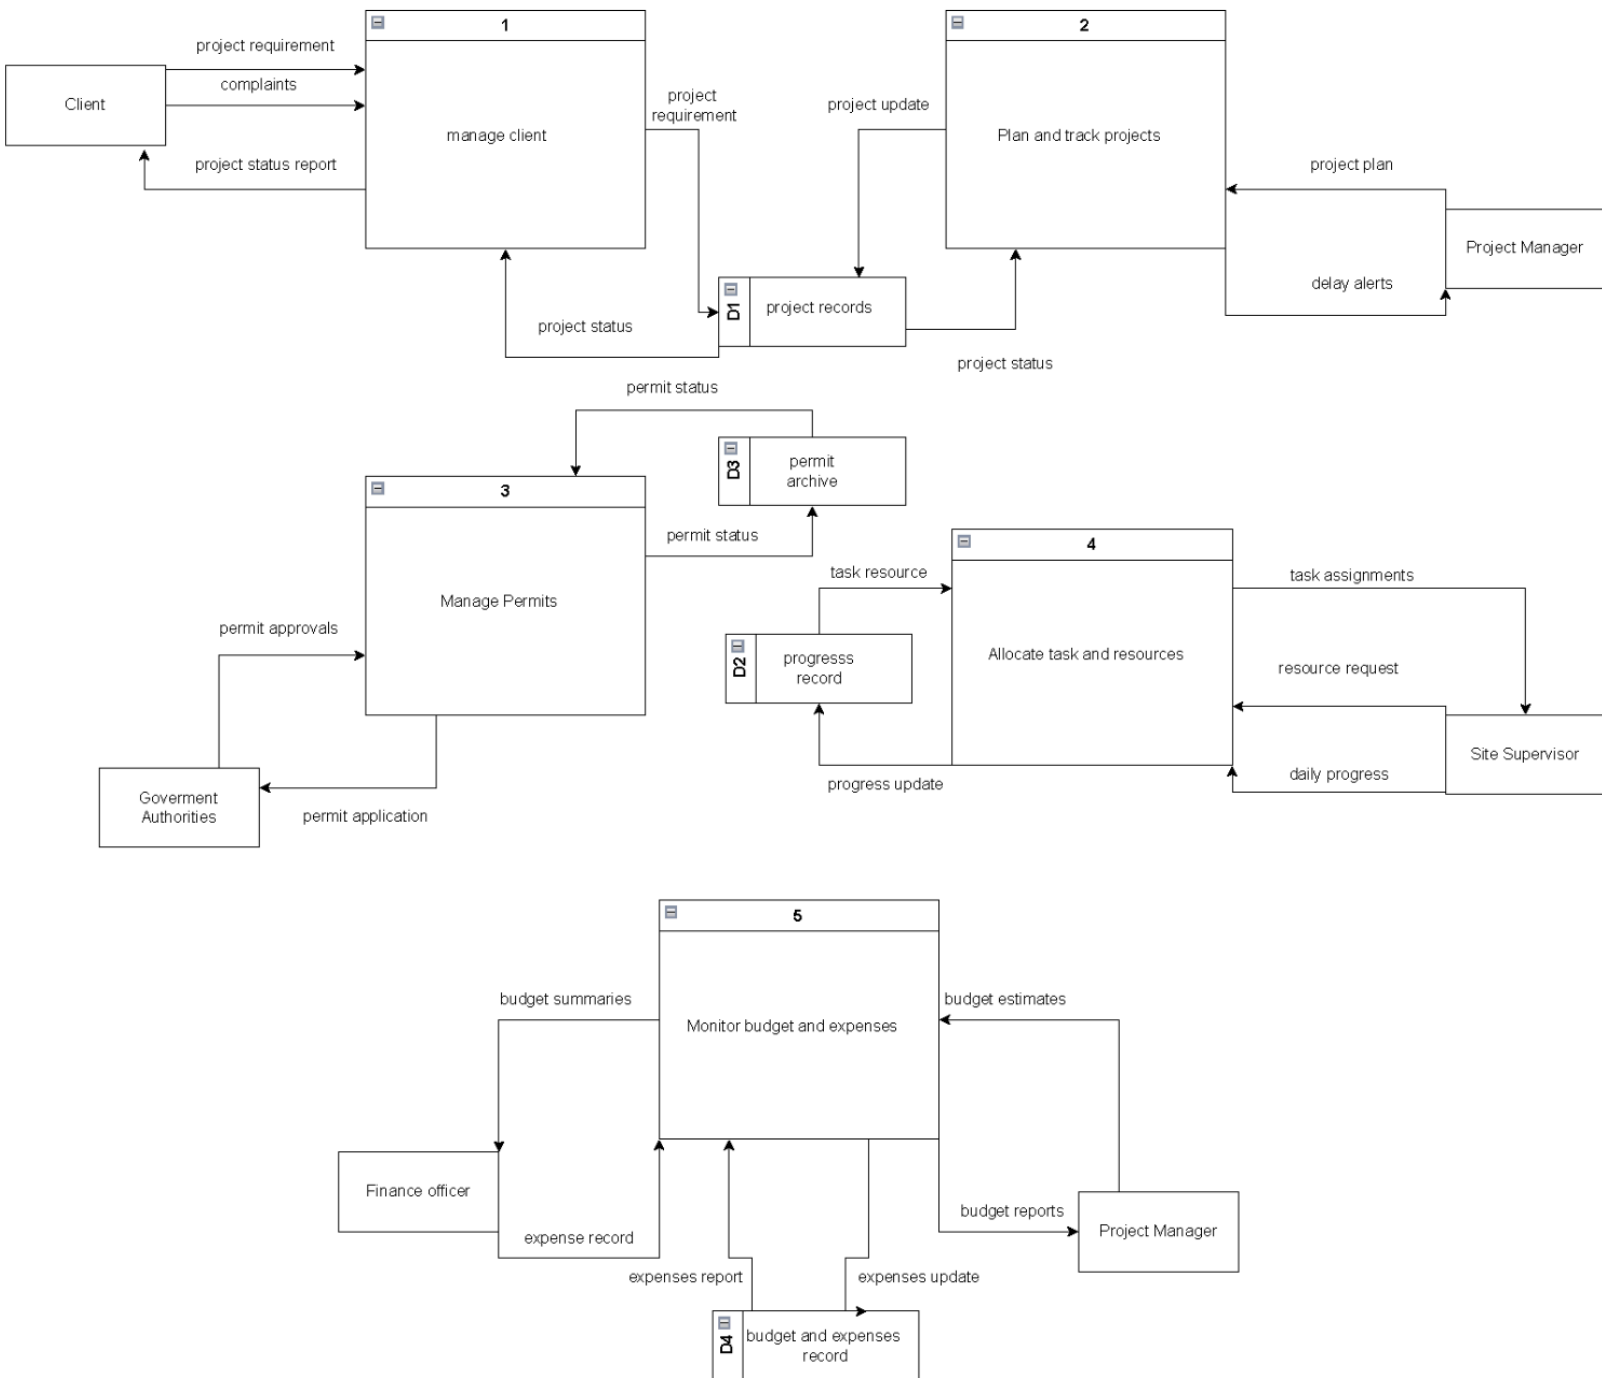 1
2
project requirement
complaints
Client
project
requirement
project update
manage client
Plan and track projects
project status report
project plan
Project Manager
delay alerts
D1
project records
project status
project status
permit status
D3
permit
archive
3
permit status
4
task resource
task assignments
Manage Permits
permit approvals
D2
progresss
record
Allocate task and resources
resource request
Site Supervisor
daily progress
progress update
Goverment
Authorities
permit application
5
budget summaries
budget estimates
Monitor budget and expenses
Finance officer
expense record
budget reports
Project Manager
expenses report
expenses update
D4
budget and expenses
record